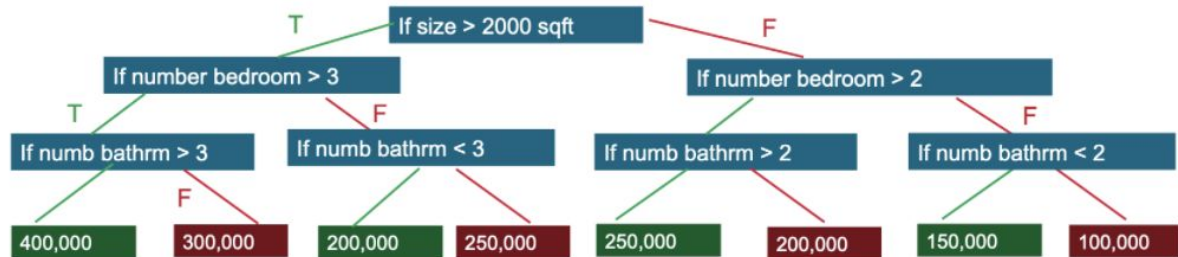 If size > 2000 sqft
T
F
If number bedroom > 3
If number bedroom > 2
T
F
F
If numb bathrm > 3
If numb bathrm < 3
If numb bathrm > 2
If numb bathrm < 2
F
400,000
300,000
200,000
250,000
250,000
200,000
150,000
100,000